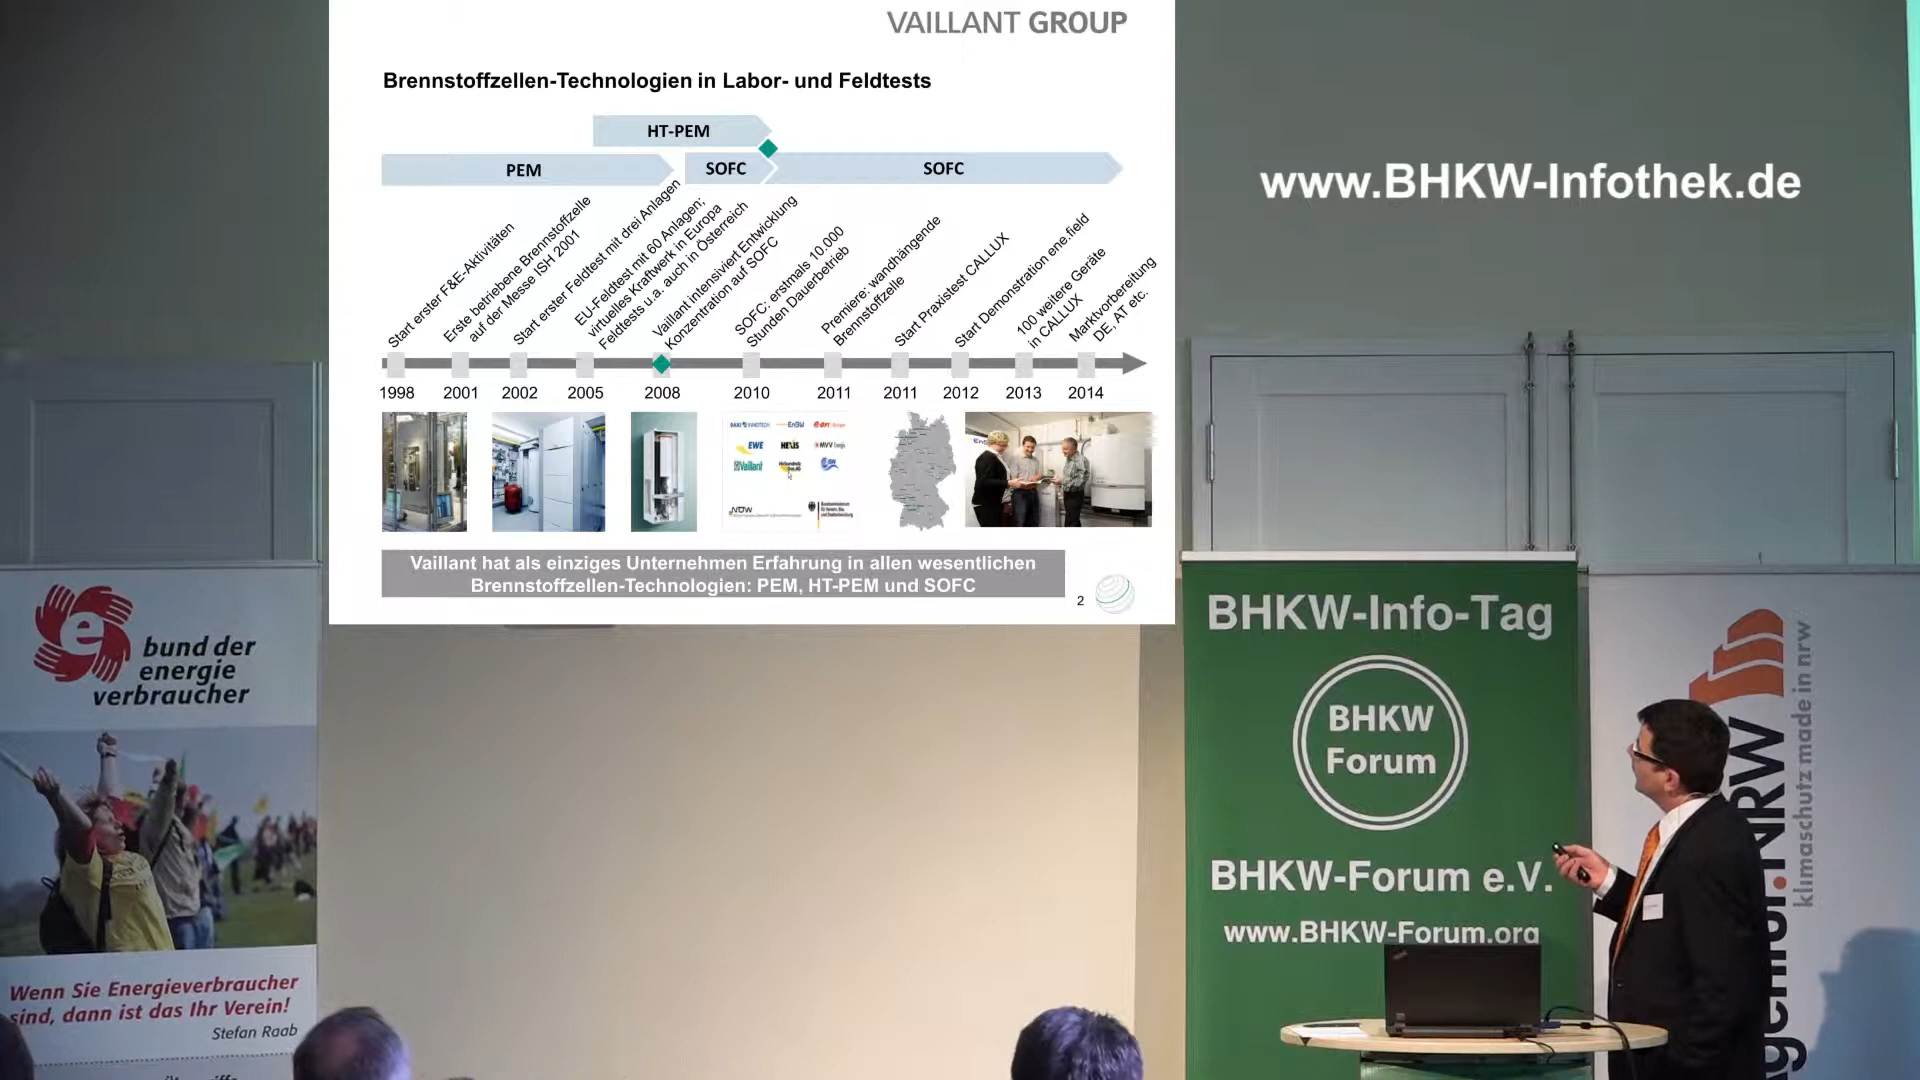 VAILLANT GROUP
Brennstoffzellen-Technologien in Labor- und Feldtests
HT-PEM
PEM
SOFC
SOFC
Start erster F&E-Aktivitäten
Erste betriebene Brennstoffzelle
auf der Messe ISH 2001
Start erster Feldtest mit drei Anlagen
EU-Feldtest mit 60 Anlagen;
virtuelles Kraftwerk in Europa
Feldtests u.a. auch in Österreich
Vaillant intensiviert Entwicklung
Konzentration auf SOFC
SOFC: erstmals 10.000
Stunden Dauerbetrieb
Premiere: wandhängende
Brennstoffzelle
Start Praxistest CALLUX
Start Demonstration ene.field
100 weitere Geräte
in CALLUX
Marktvorbereitung
DE, AT etc.
1998
2001
2002
2005
2008
2010
2011
2011
2012
2013
2014
BAXI INNOTECH
EnBW
EWE
HEXIS
MVV Energie
Vaillant
NOW
Vaillant hat als einziges Unternehmen Erfahrung in allen wesentlichen
Brennstoffzellen-Technologien: PEM, HT-PEM und SOFC
2
www.BHKW-Infothek.de
e
bund der
energie
verbraucher
Wenn Sie Energieverbraucher
sind, dann ist das Ihr Verein!
Stefan Raab
BHKW-Info-Tag
BHKW
Forum
BHKW-Forum e.V.
www.BHKW-Forum.org
NRW
klimaschutz made in nrw